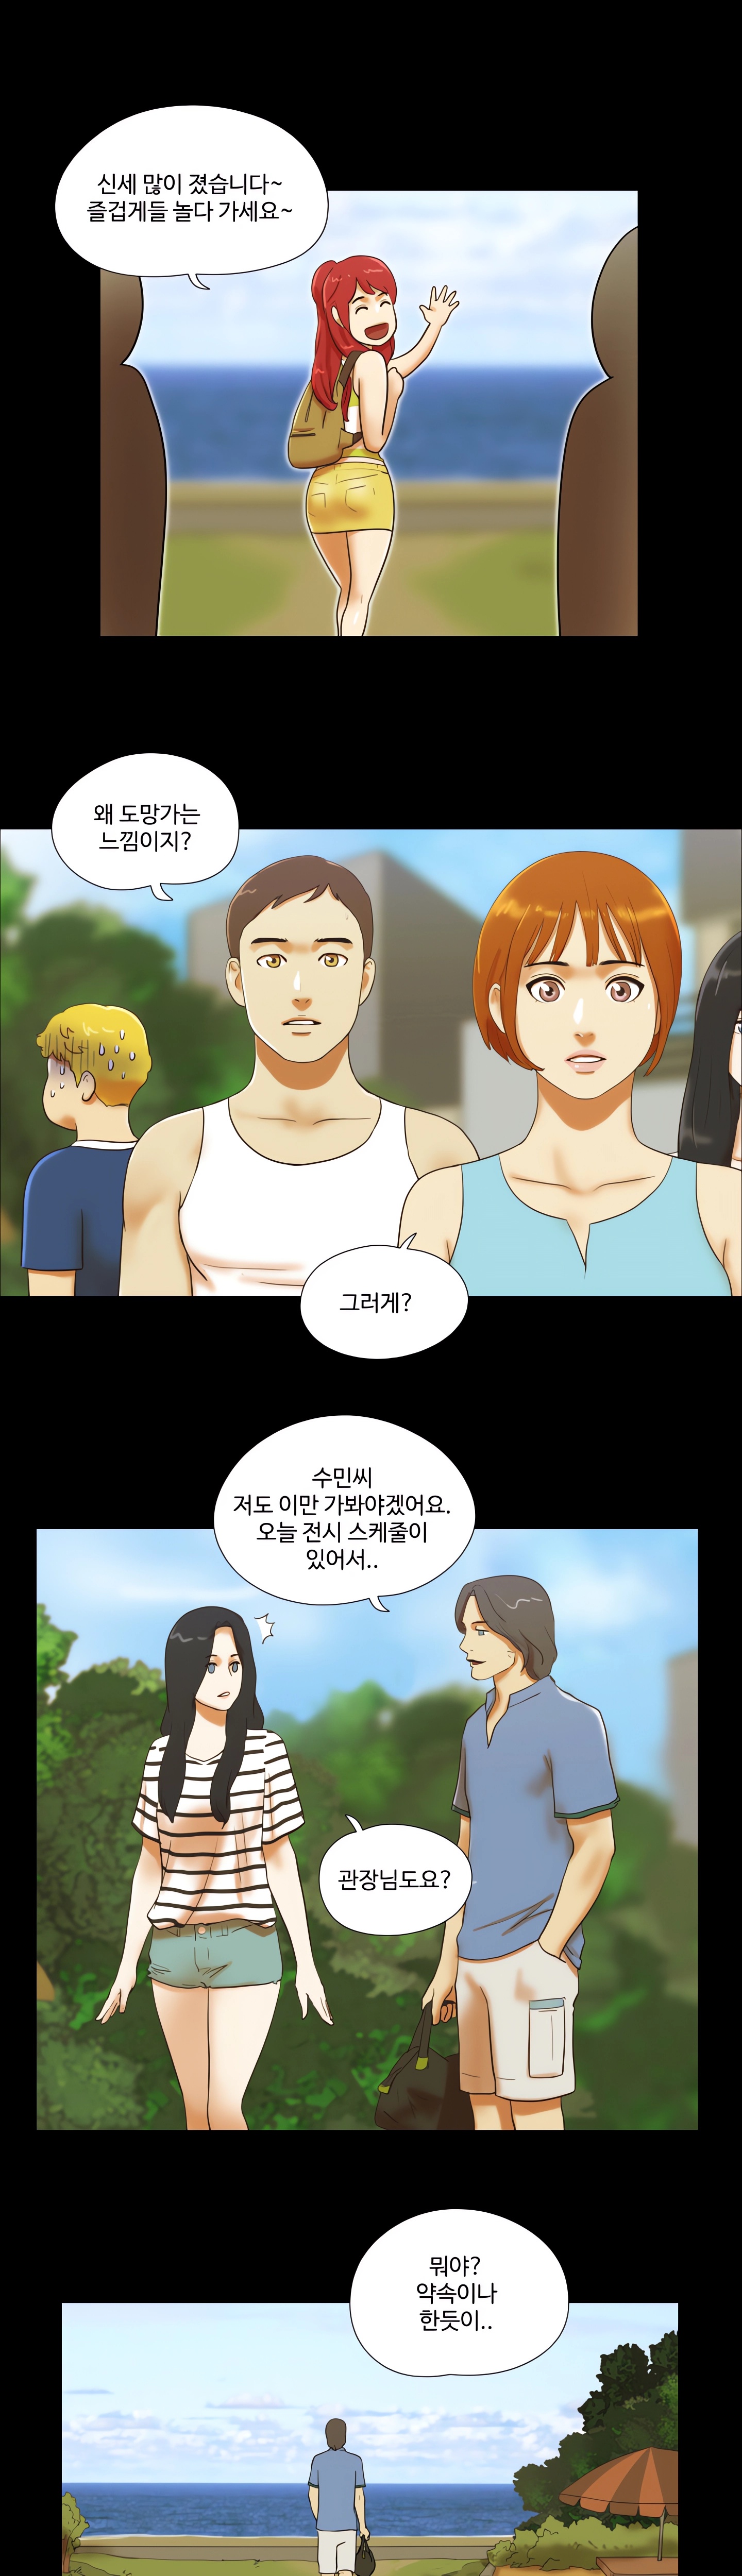 신세 많이 졌습니다~
즐겁게들 놀다 가세요~
왜 도망가는
느낌이지?
그러게?
수민씨
저도 이만 가봐야겠어요.
오늘 전시 스케줄이
있어서..
관장님도요?
뭐야?
약속이나
한듯이..